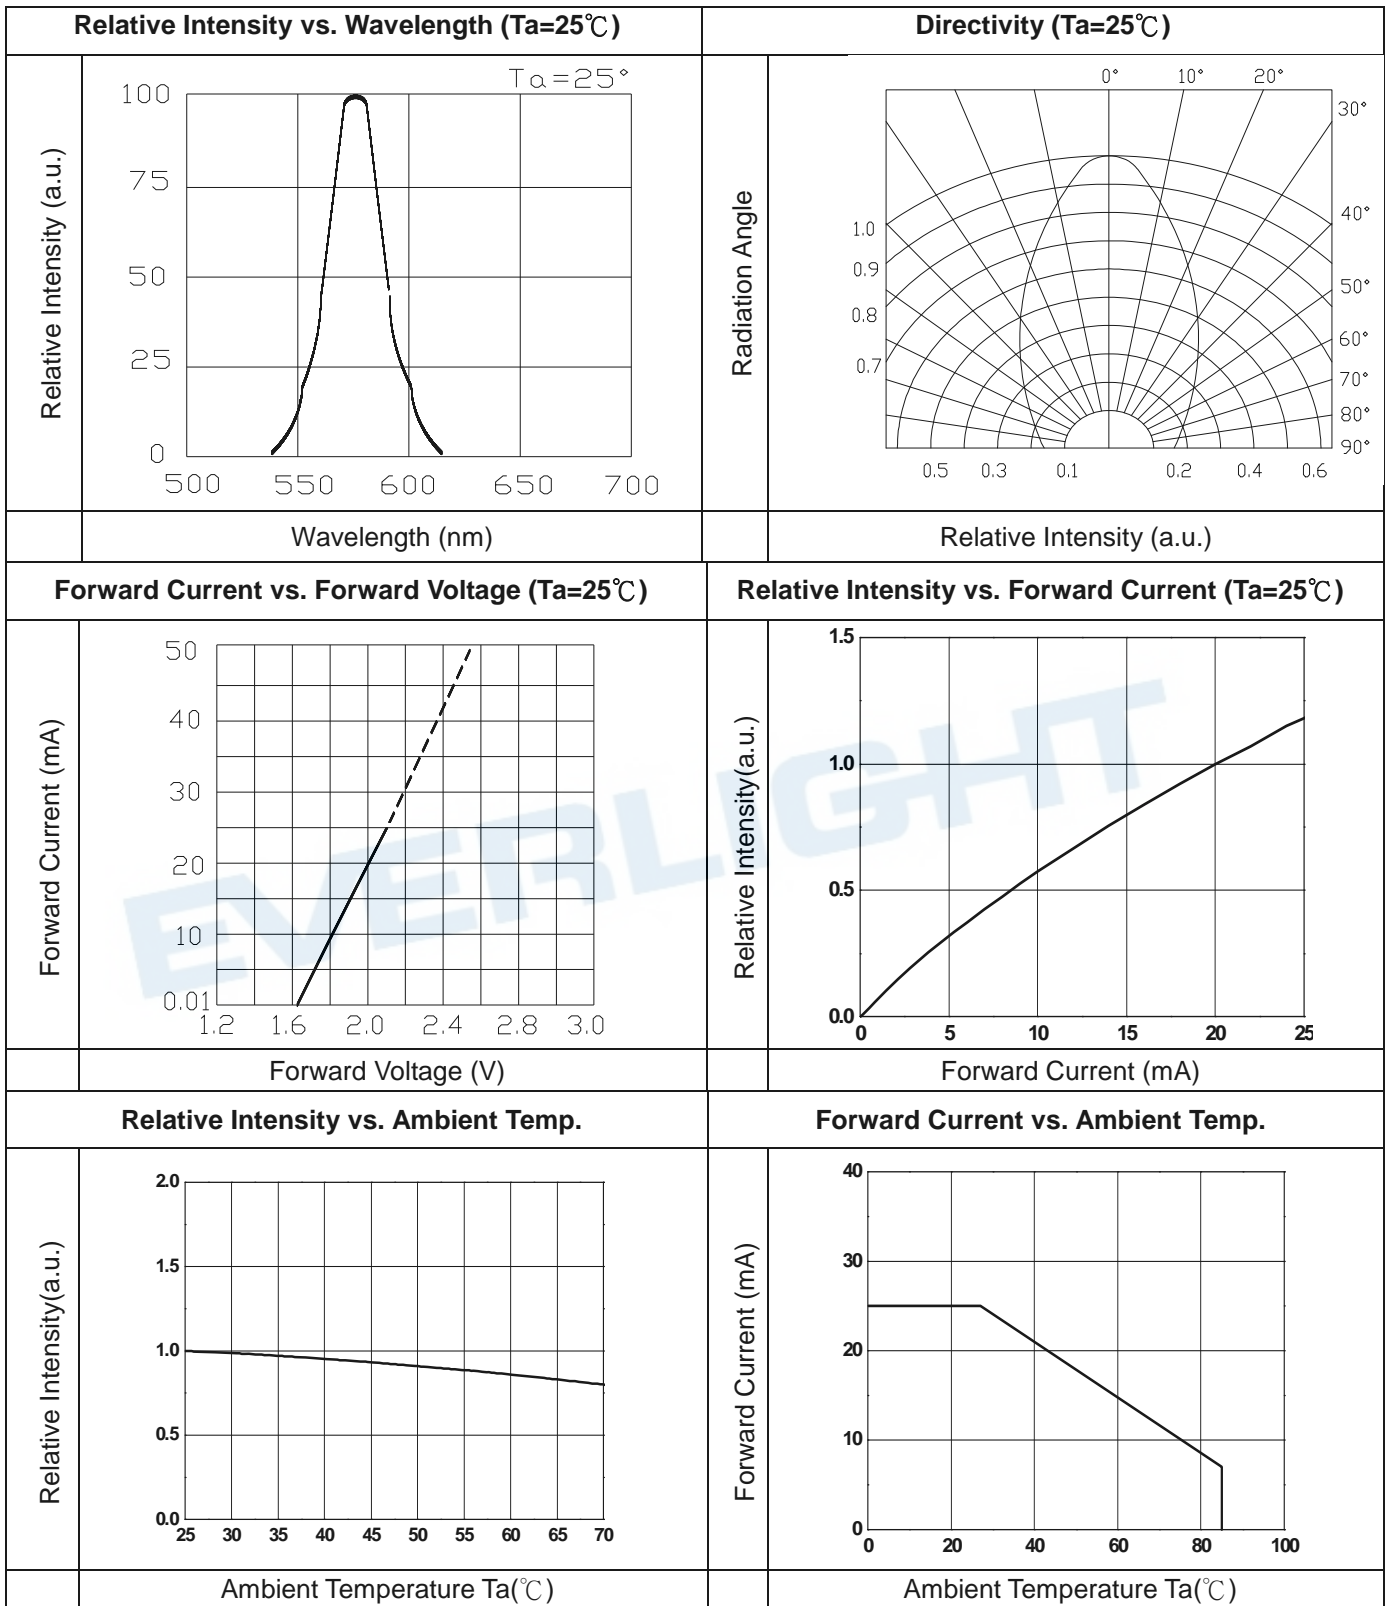 Relative Intensity vs. Wavelength (Ta=25℃)
Directivity (Ta=25℃)
Relative Intensity (a.u.)
Ta=25°
100
75
50
25
0
500 550 600 650 700
Wavelength (nm)
Radiation Angle
0° 10° 20°
30°
40°
50°
60°
70°
80°
90°
1.0
0.9
0.8
0.7
0.5 0.3 0.1 0.2 0.4 0.6
Relative Intensity (a.u.)
Forward Current vs. Forward Voltage (Ta=25℃)
Relative Intensity vs. Forward Current (Ta=25℃)
Forward Current (mA)
50
40
30
20
10
0.01
1.2 1.6 2.0 2.4 2.8 3.0
Forward Voltage (V)
Relative Intensity(a.u.)
1.5
1.0
0.5
0.0
0 5 10 15 20 25
Forward Current (mA)
EVERLIGHT
Relative Intensity vs. Ambient Temp.
Forward Current vs. Ambient Temp.
Relative Intensity(a.u.)
2.0
1.5
1.0
0.5
0.0
25 30 35 40 45 50 55 60 65 70
Ambient Temperature Ta(℃)
Forward Current (mA)
40
30
20
10
0
0 20 40 60 80 100
Ambient Temperature Ta(℃)